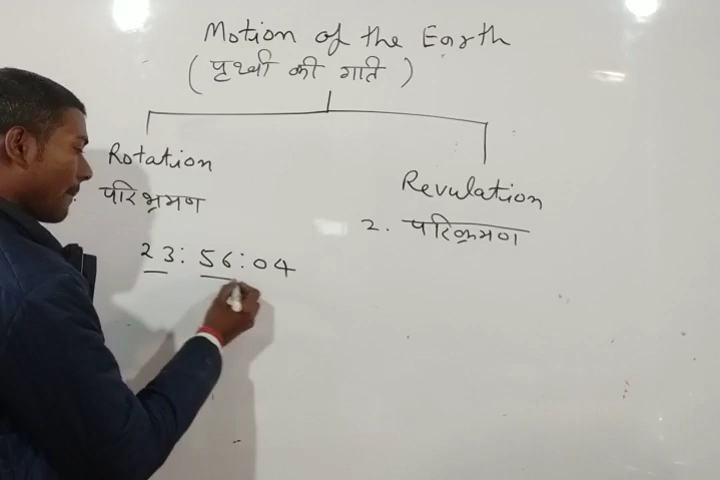 Motion of the Earth
(पृथ्वी की गति)
Rotation
परिभ्रमण
23:56:04
Revulation
2. परिक्रमण